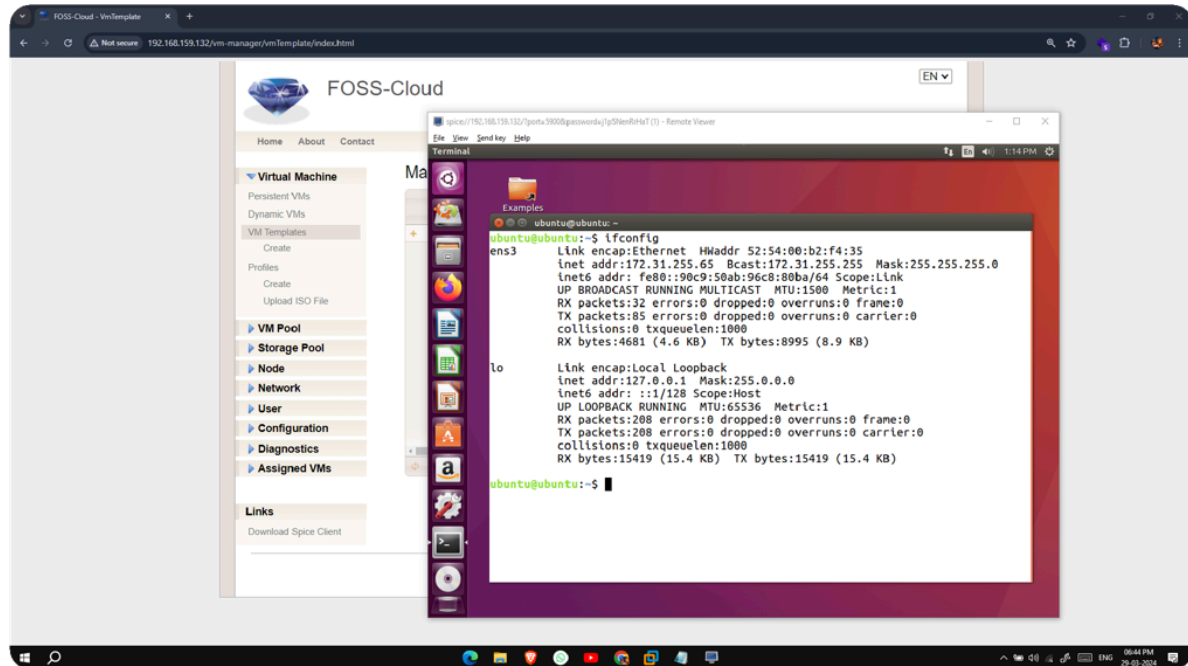 FOSS-Cloud - VmTemplate
Not secure 192.168.159.132/vm-manager/vmTemplate/index.html
FOSS-Cloud
EN
Home About Contact
Virtual Machine
Persistent VMs
Dynamic VMs
VM Templates
Create
Profiles
Create
Upload ISO File
VM Pool
Storage Pool
Node
Network
User
Configuration
Diagnostics
Assigned VMs
Links
Download Spice Client
Ma
(1) - Remote Viewer
File View Send key Help
Terminal
En 1:14 PM
Examples
ubuntu@ubuntu: ~
ubuntu@ubuntu:~$ ifconfig
ens3 Link encap:Ethernet HWaddr 52:54:00:b2:f4:35
inet addr:172.31.255.65 Bcast:172.31.255.255 Mask:255.255.255.0
inet6 addr: fe80::90c9:50ab:96c8:80ba/64 Scope:Link
UP BROADCAST RUNNING MULTICAST MTU:1500 Metric:1
RX packets:32 errors:0 dropped:0 overruns:0 frame:0
TX packets:85 errors:0 dropped:0 overruns:0 carrier:0
collisions:0 txqueuelen:1000
RX bytes:4681 (4.6 KB) TX bytes:8995 (8.9 KB)
lo Link encap:Local Loopback
inet addr:127.0.0.1 Mask:255.0.0.0
inet6 addr: ::1/128 Scope:Host
UP LOOPBACK RUNNING MTU:65536 Metric:1
RX packets:208 errors:0 dropped:0 overruns:0 frame:0
TX packets:208 errors:0 dropped:0 overruns:0 carrier:0
collisions:0 txqueuelen:1000
RX bytes:15419 (15.4 KB) TX bytes:15419 (15.4 KB)
ubuntu@ubuntu:~$
ENG
06:44 PM
29-03-2024